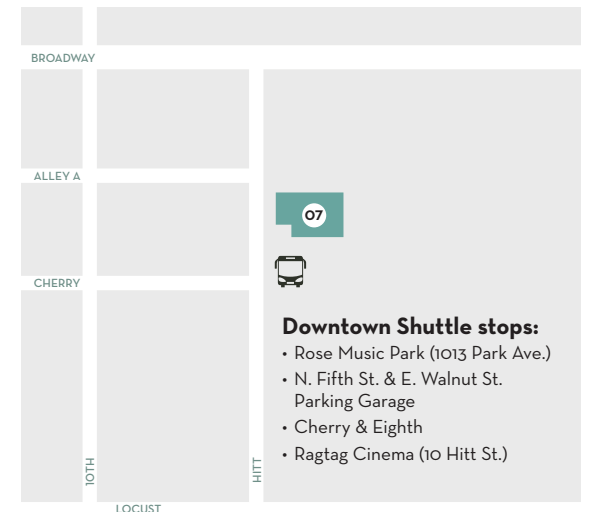 BROADWAY
ALLEY A
07
CHERRY
Downtown Shuttle stops:
• Rose Music Park (1013 Park Ave.)
• N. Fifth St. & E. Walnut St.
Parking Garage
• Cherry & Eighth
• Ragtag Cinema (10 Hitt St.)
10TH
HITT
LOCUST